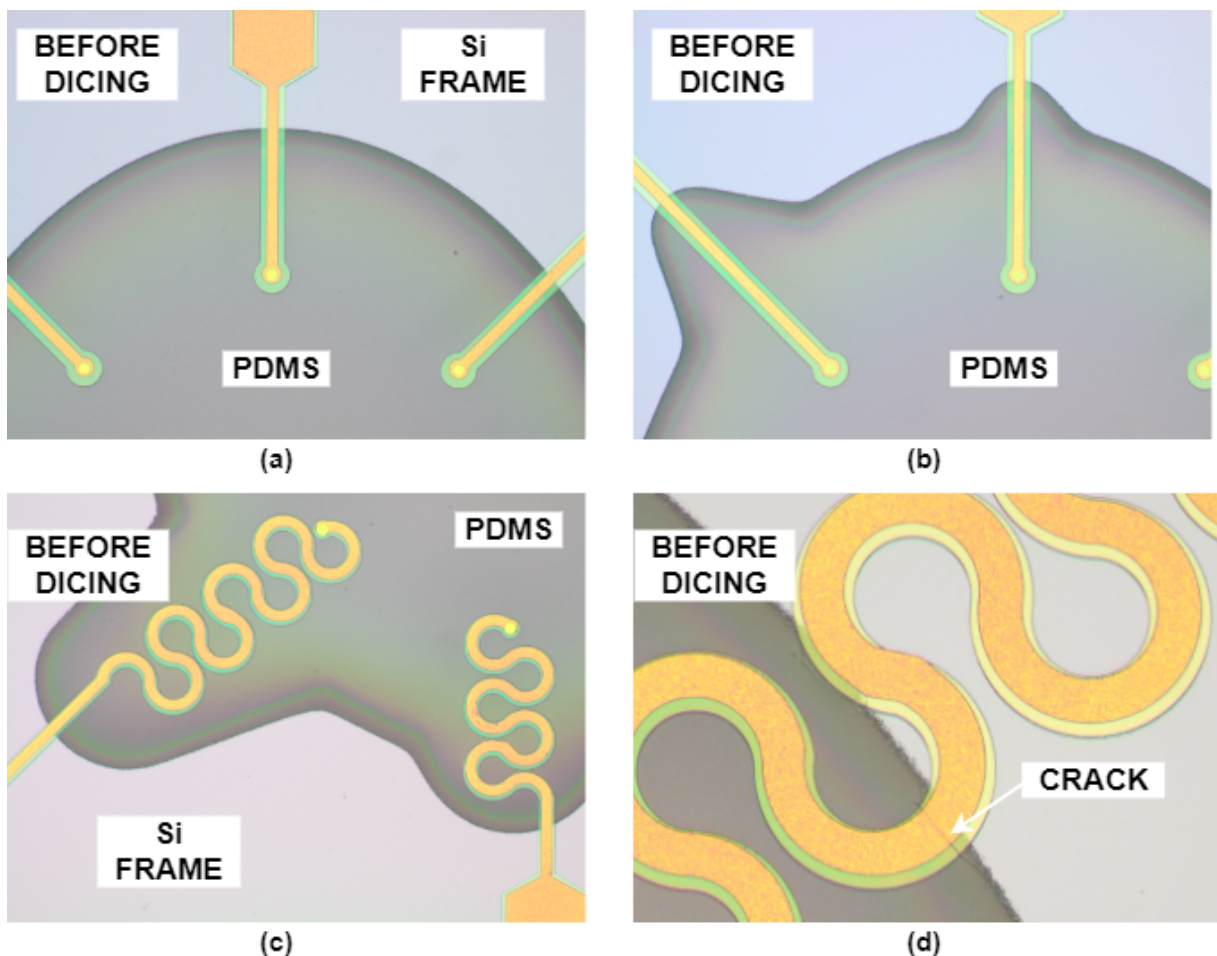 BEFORE
DICING
Si
FRAME
PDMS
(a)
BEFORE
DICING
PDMS
(b)
BEFORE
DICING
PDMS
Si
FRAME
(c)
BEFORE
DICING
CRACK
(d)